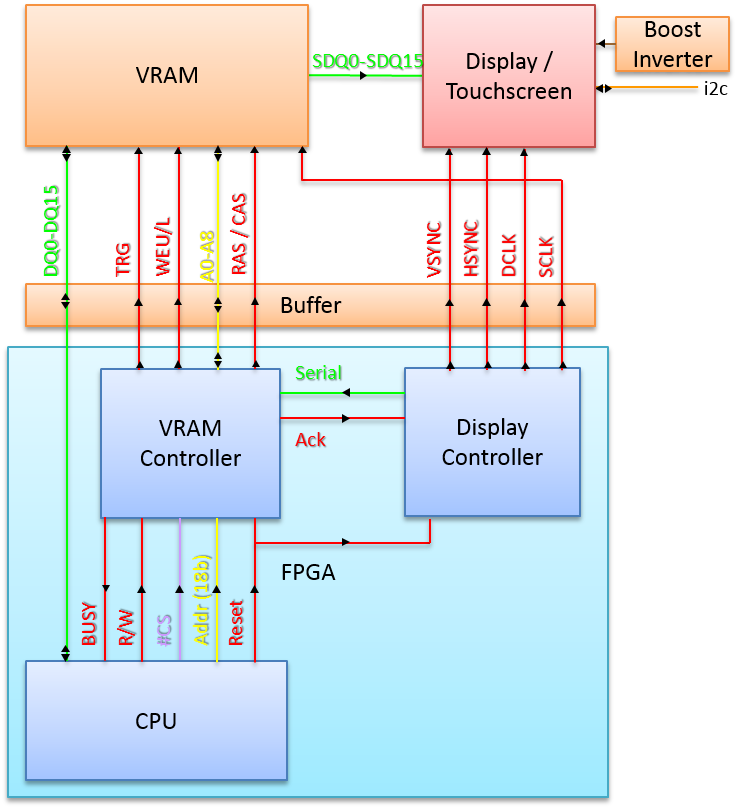 VRAM
SDQ0-SDQ15
Display /
Touchscreen
Boost
Inverter
i2c
DQ0-DQ15
TRG
WEU/L
A0-A8
RAS / CAS
VSYNC
HSYNC
DCLK
SCLK
Buffer
VRAM
Controller
Serial
Ack
Display
Controller
FPGA
BUSY
R/W
#CS
Addr (18b)
Reset
CPU